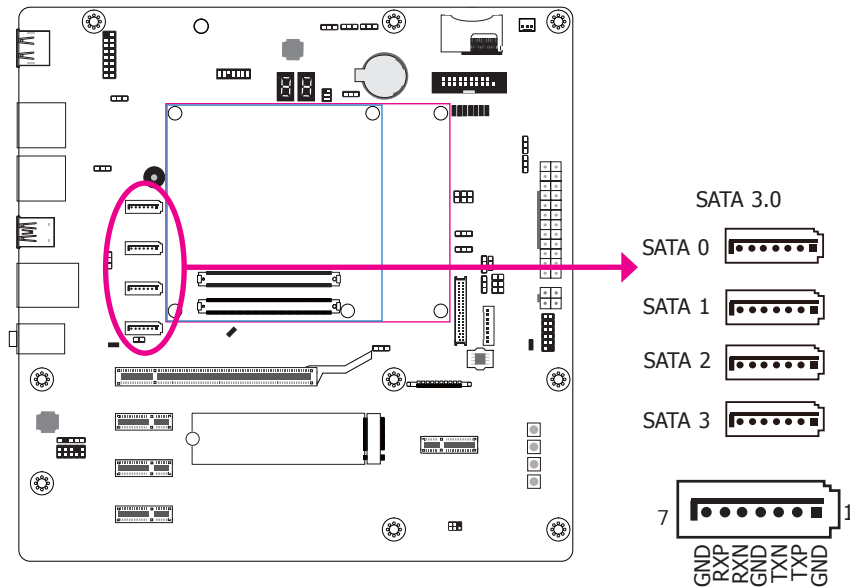 SATA 3.0
SATA 0
SATA 1
SATA 2
SATA 3
7
1
GND
RXP
RXN
GND
TXN
TXP
GND